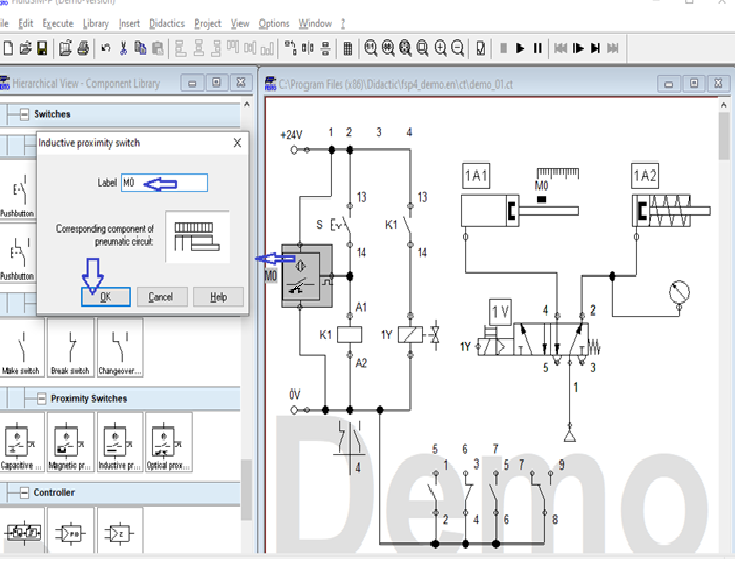 FluidSIM-P (Demo-Version)
File Edit Execute Library Insert Didactics Project View Options Window ?
Hierarchical View - Component Library
C:\Program Files (x86)\Didactic\fsp4_demo.en\ct\demo_01.ct
Switches
Inductive proximity switch
Label M0
Corresponding component of
pneumatic circuit:
OK Cancel Help
Pushbutton
Pushbutton
Make switch Break switch Changeover...
Proximity Switches
Capacitive ... Magnetic pr... Inductive pr... Optical prox...
Controller
+24V 1 2 3 4
13 13
S K1
14 14
M0
A1
K1 1Y
A2
0V
4
1A1 M0 1A2
1V
4 2
1Y
5 3
1
5 6 7 9
1 3 5 7
2 4 6 8
Demo